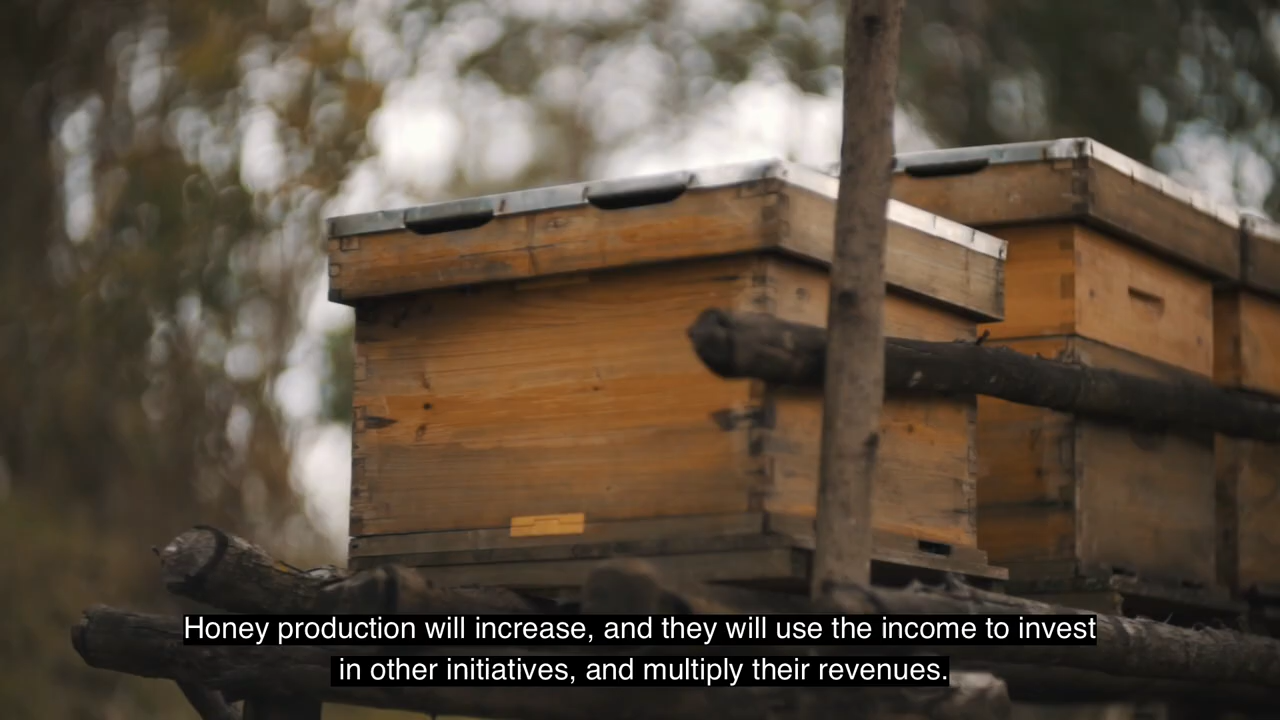 Honey production will increase, and they will use the income to invest
in other initiatives, and multiply their revenues.